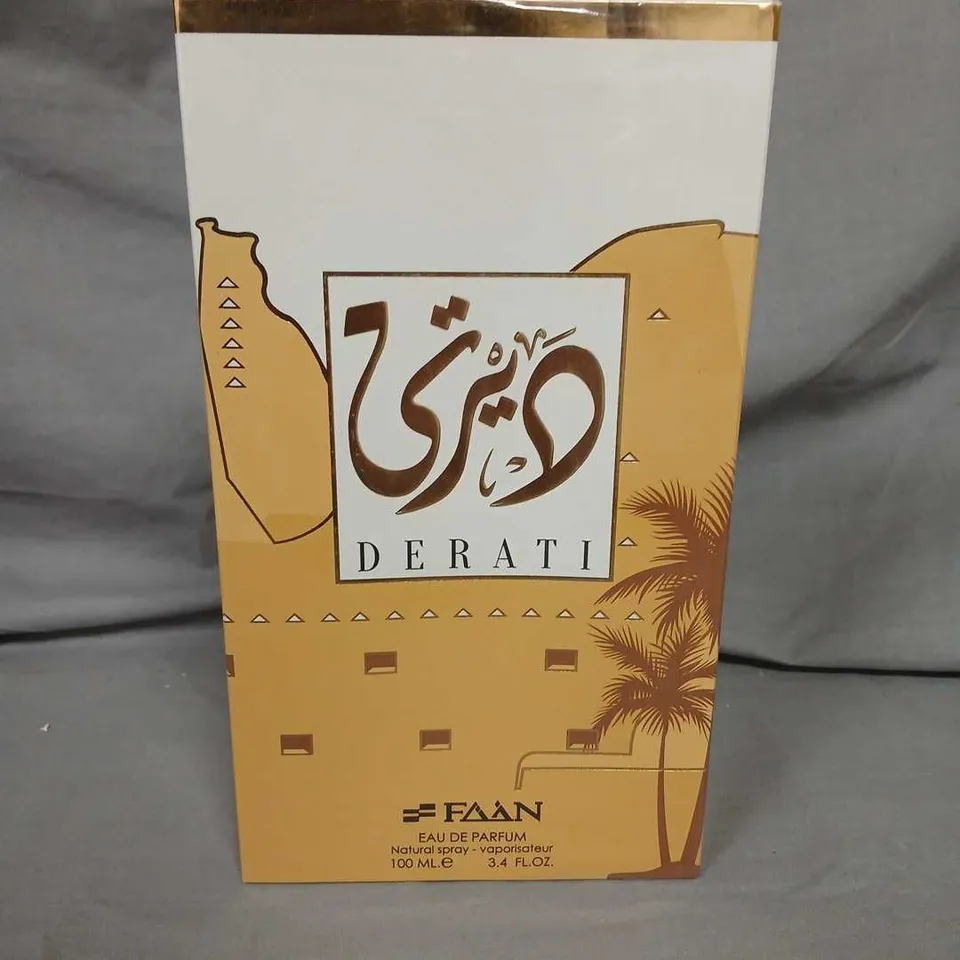 ديرتي
DERATI
FAAN
EAU DE PARFUM
Natural spray - vaporisateur
100 ML.e 3.4 FL.OZ.